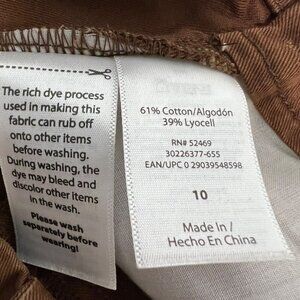 The rich dye process
used in making this
fabric can rub off
onto other items
before washing.
During washing, the
dye may bleed and
discolor other items
in the wash.
Please wash
separately before
wearing!
61% Cotton/Algodón
39% Lyocell
RN# 52469
30226377-655
EAN/UPC 0 29039548598
10
Made In /
Hecho En China